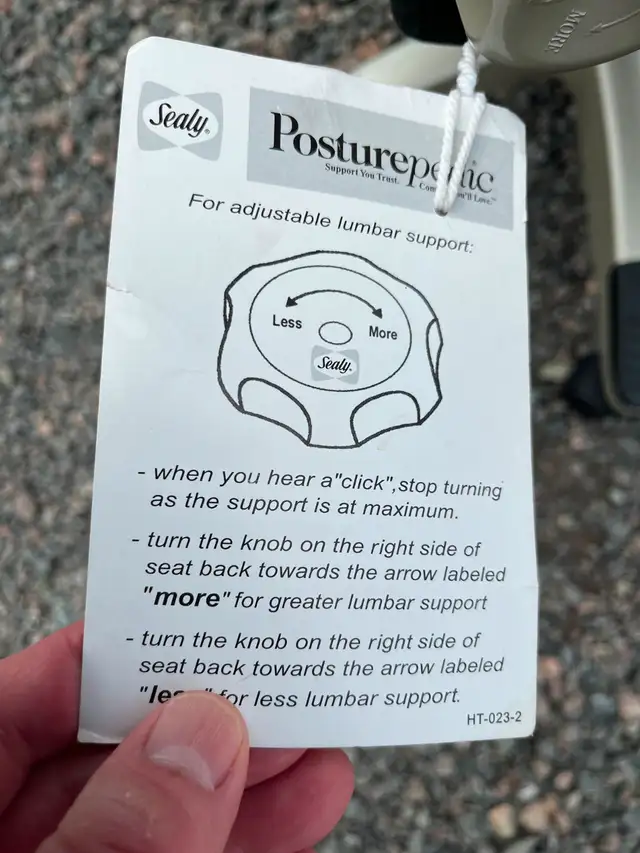 MORE
Sealy®
Posturepedic
Support You Trust.
For adjustable lumbar support:
Less
More
Sealy.
- when you hear a"click",stop turning
as the support is at maximum.
- turn the knob on the right side of
seat back towards the arrow labeled
"more" for greater lumbar support
- turn the knob on the right side of
seat back towards the arrow labeled
for less lumbar support.
HT-023-2